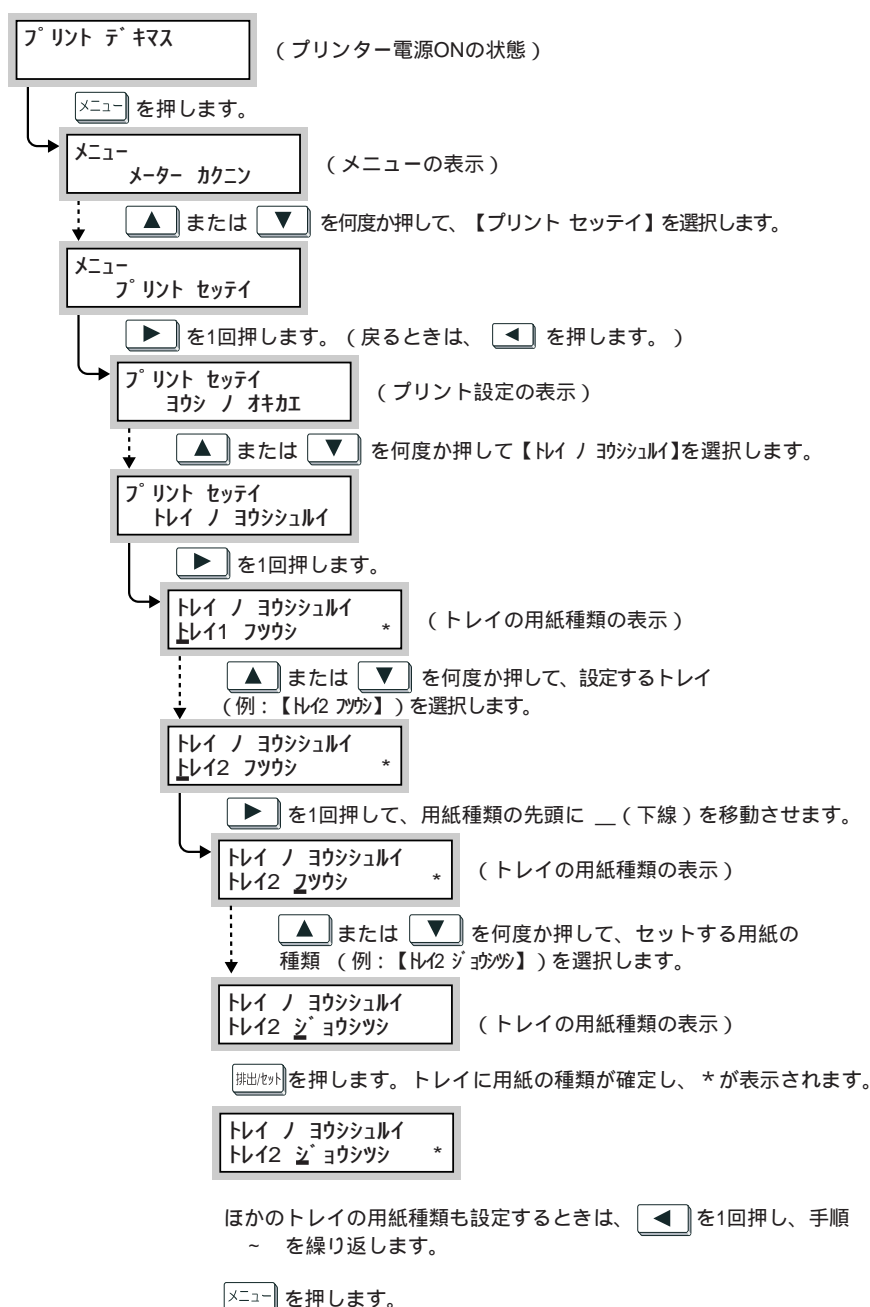 プリント デキマス
（プリンター電源ONの状態）
メニュー を押します。
メニュー
メーター カクニン
（メニューの表示）
▲ または ▼ を何度か押して、【プリント セッテイ】を選択します。
メニュー
プリント セッテイ
▶ を1回押します。（戻るときは、 ◀ を押します。）
プリント セッテイ
ヨウシ ノ オキカエ
（プリント設定の表示）
▲ または ▼ を何度か押して【トレイ ノ ヨウシシュルイ】を選択します。
プリント セッテイ
トレイ ノ ヨウシシュルイ
▶ を1回押します。
トレイ ノ ヨウシシュルイ
トレイ1 フツウシ *
（トレイの用紙種類の表示）
▲ または ▼ を何度か押して、設定するトレイ
（例：【トレイ2 フツウシ】）を選択します。
トレイ ノ ヨウシシュルイ
トレイ2 フツウシ *
▶ を1回押して、用紙種類の先頭に ＿（下線）を移動させます。
トレイ ノ ヨウシシュルイ
トレイ2 フツウシ *
（トレイの用紙種類の表示）
▲ または ▼ を何度か押して、セットする用紙の
種類 （例：【トレイ2 ジョウシツシ】）を選択します。
トレイ ノ ヨウシシュルイ
トレイ2 ジョウシツシ
（トレイの用紙種類の表示）
排出/セット を押します。トレイに用紙の種類が確定し、＊が表示されます。
トレイ ノ ヨウシシュルイ
トレイ2 ジョウシツシ *
ほかのトレイの用紙種類も設定するときは、 ◀ を1回押し、手順
~ を繰り返します。
メニュー を押します。